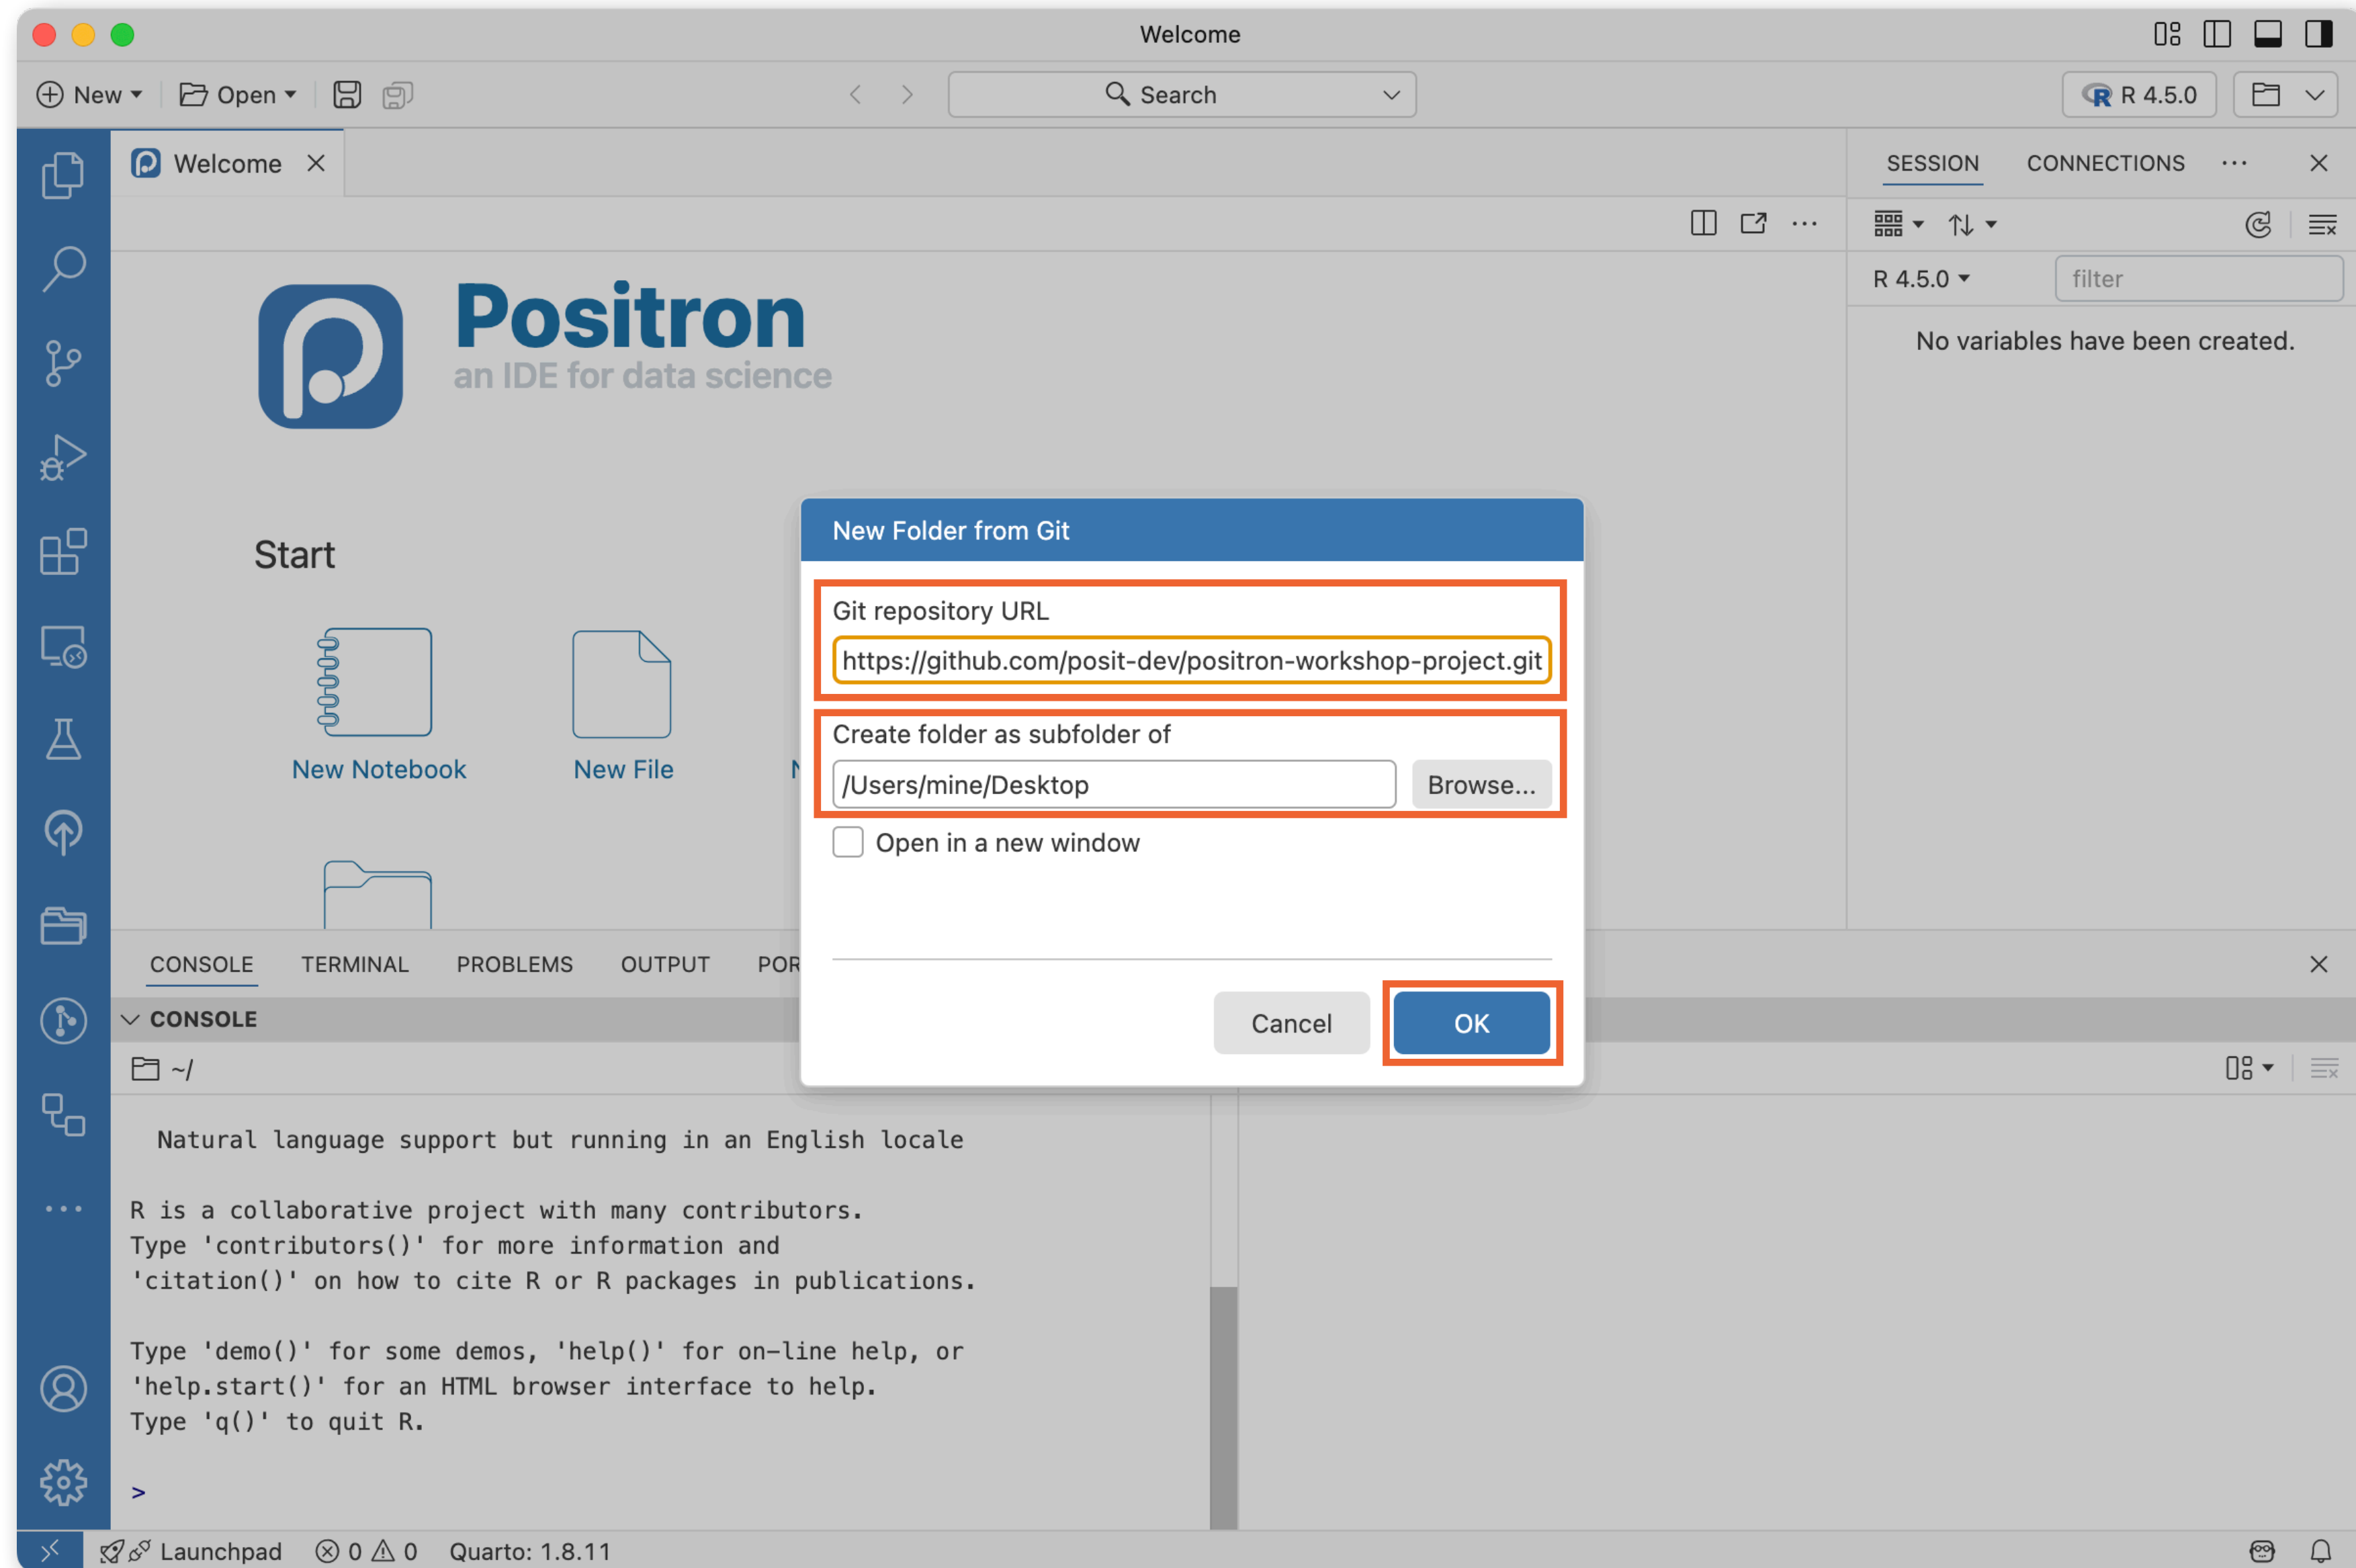 Welcome
New
Open
Search
R 4.5.0
Welcome
SESSION
CONNECTIONS
R 4.5.0
filter
No variables have been created.
Positron
an IDE for data science
Start
New Notebook
New File
New Folder from Git
Git repository URL
https://github.com/posit-dev/positron-workshop-project.git
Create folder as subfolder of
/Users/mine/Desktop
Browse...
Open in a new window
Cancel
OK
CONSOLE
TERMINAL
PROBLEMS
OUTPUT
POR
CONSOLE
~/
Natural language support but running in an English locale
R is a collaborative project with many contributors.
Type 'contributors()' for more information and
'citation()' on how to cite R or R packages in publications.
Type 'demo()' for some demos, 'help()' for on-line help, or
'help.start()' for an HTML browser interface to help.
Type 'q()' to quit R.
>
Launchpad
0
0
Quarto: 1.8.11